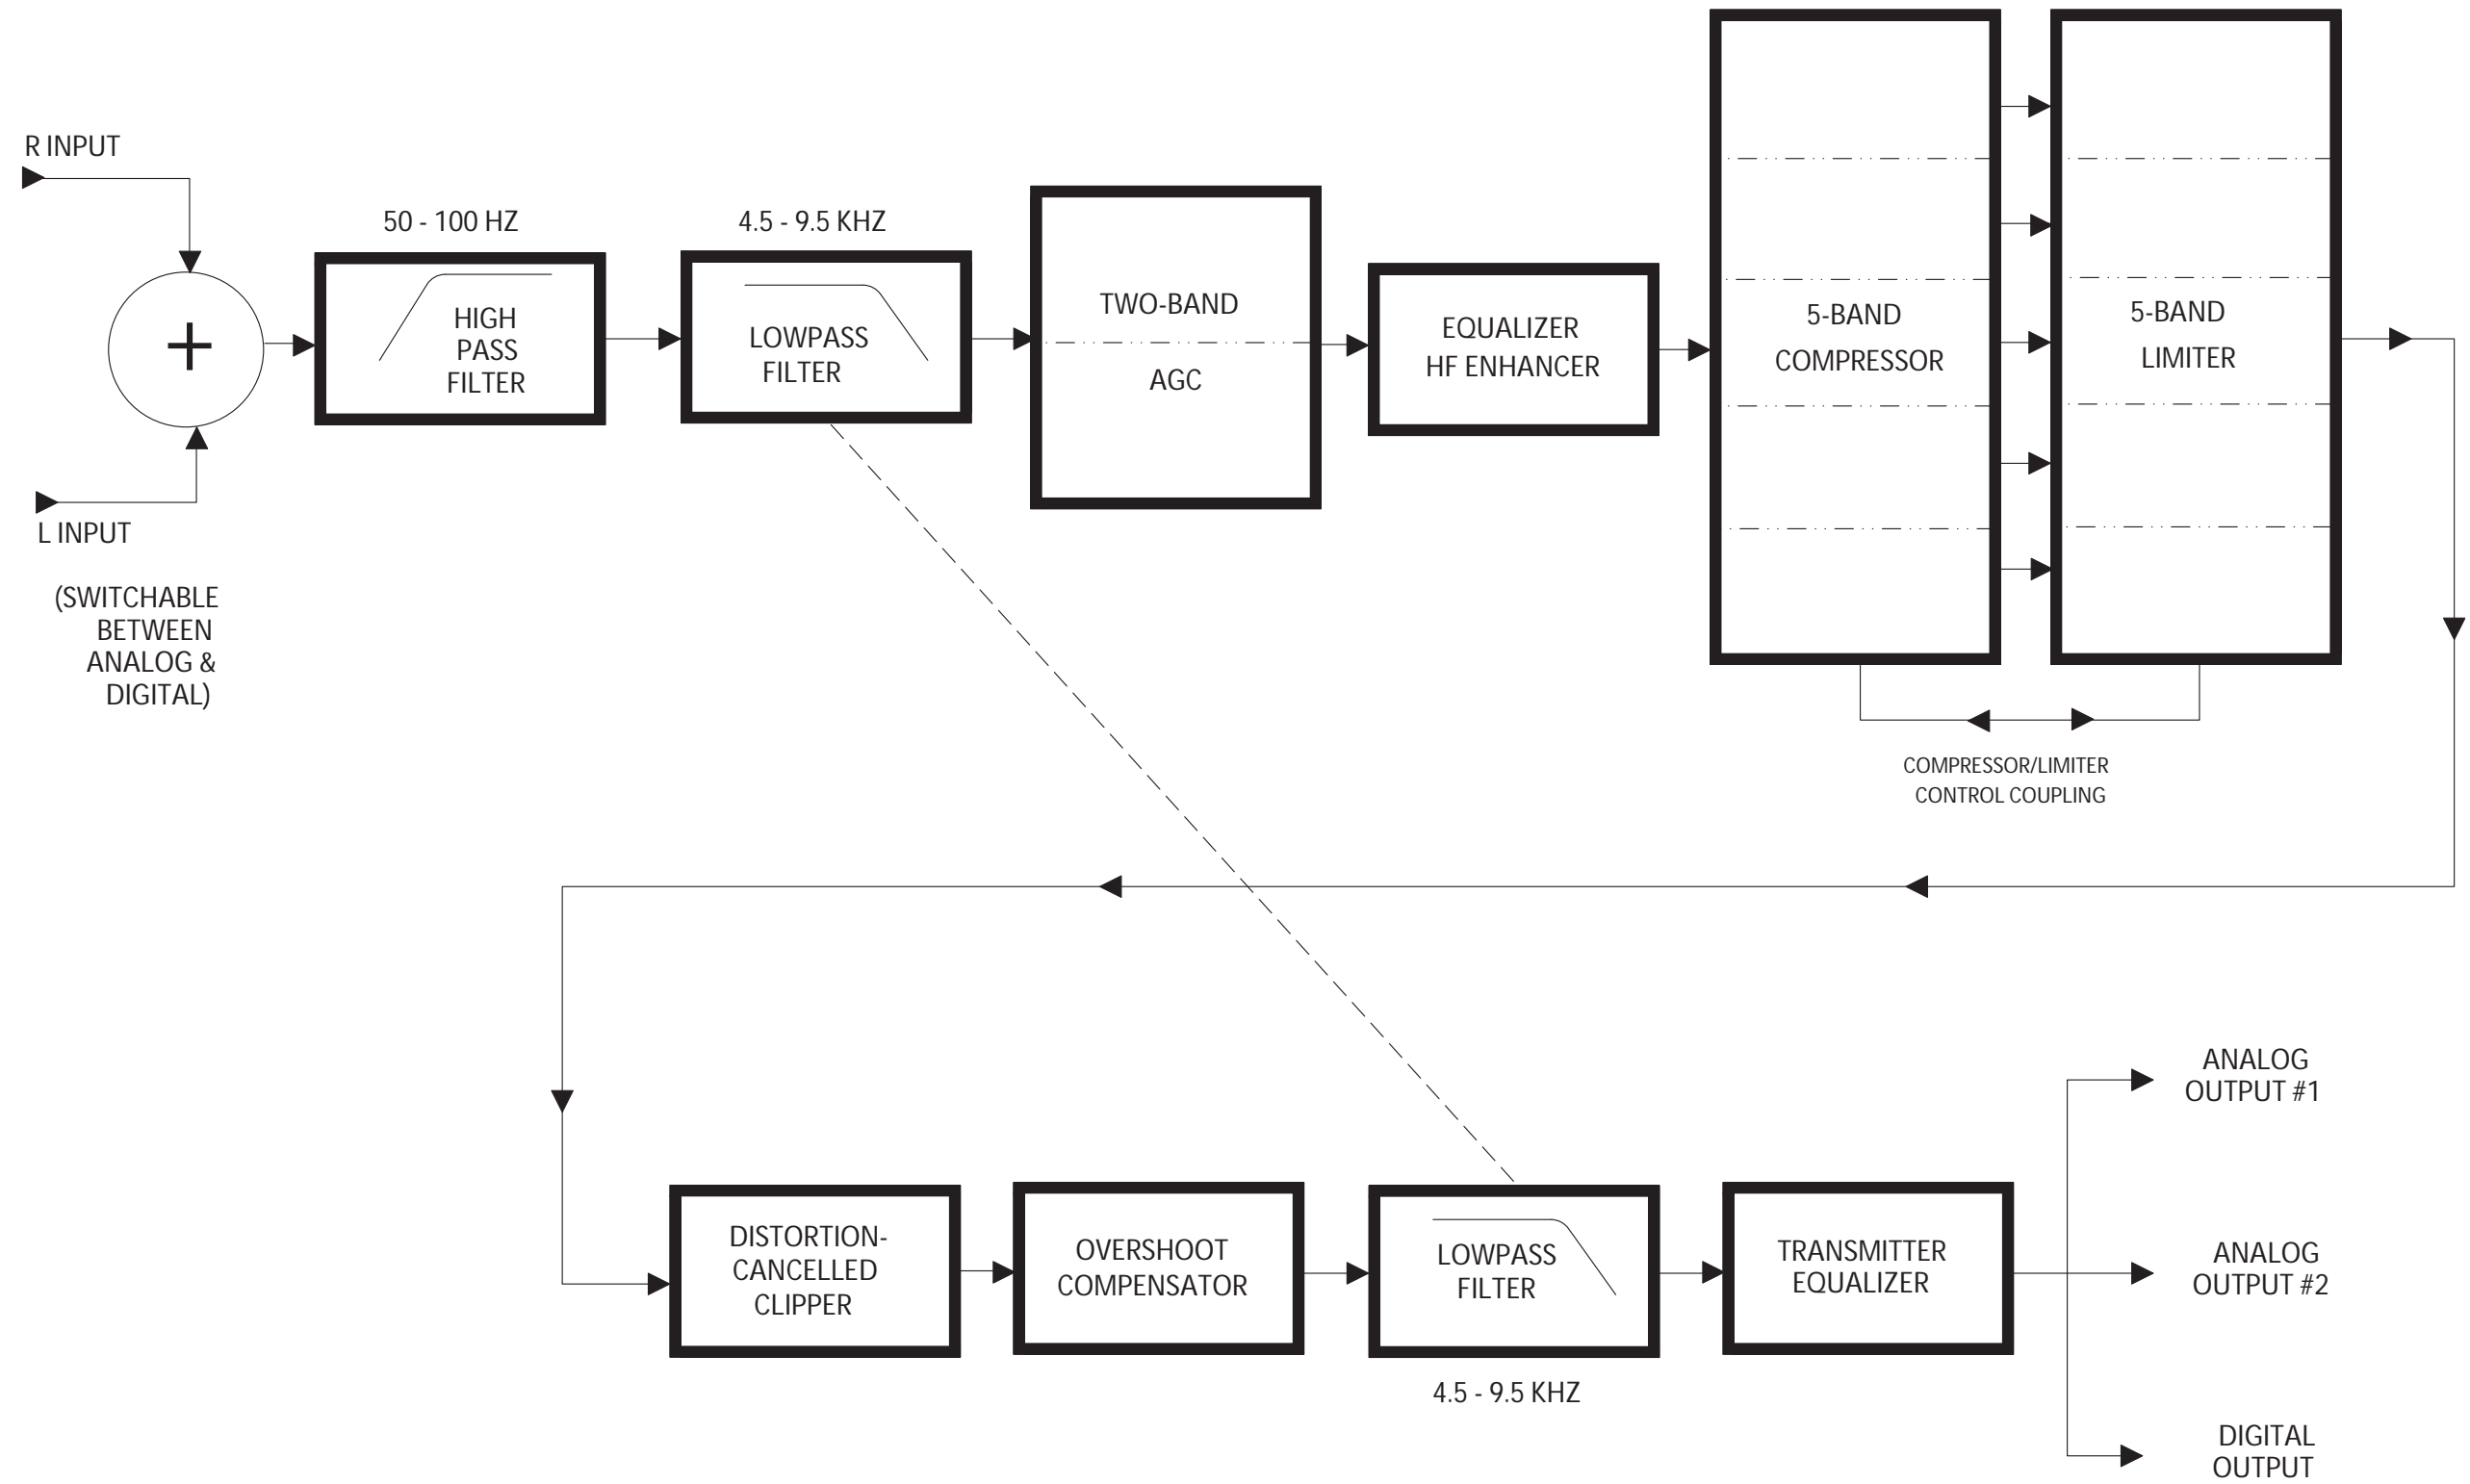 R INPUT
50 - 100 HZ
4.5 - 9.5 KHZ
+
HIGH
PASS
FILTER
LOWPASS
FILTER
TWO-BAND
AGC
EQUALIZER
HF ENHANCER
5-BAND
COMPRESSOR
5-BAND
LIMITER
L INPUT
(SWITCHABLE
BETWEEN
ANALOG &
DIGITAL)
COMPRESSOR/LIMITER
CONTROL COUPLING
DISTORTION-
CANCELLED
CLIPPER
OVERSHOOT
COMPENSATOR
LOWPASS
FILTER
4.5 - 9.5 KHZ
TRANSMITTER
EQUALIZER
ANALOG
OUTPUT #1
ANALOG
OUTPUT #2
DIGITAL
OUTPUT